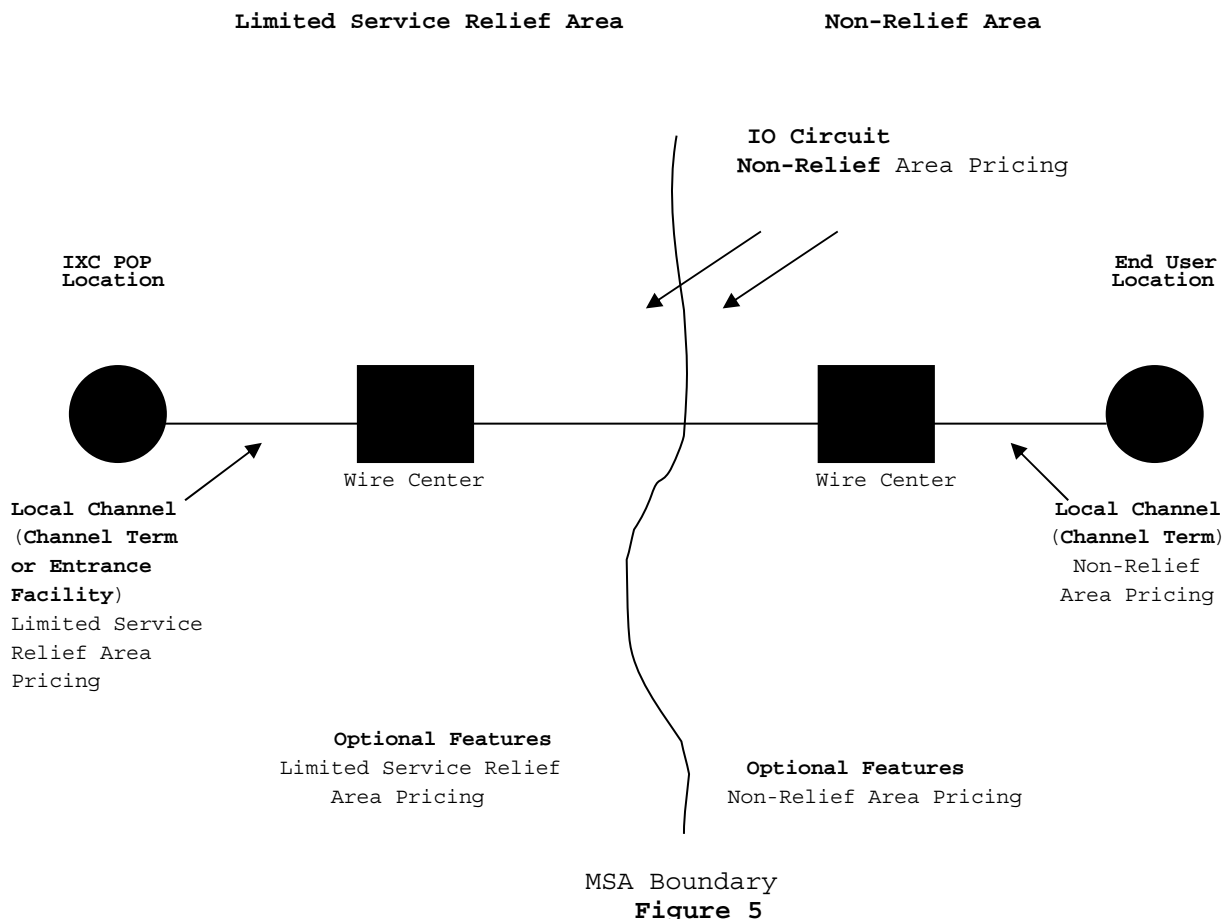 Limited Service Relief Area
Non-Relief Area
IO Circuit
Non-Relief Area Pricing
IXC POP
Location
End User
Location
Wire Center
Wire Center
Local Channel
(Channel Term
or Entrance
Facility)
Limited Service
Relief Area
Pricing
Local Channel
(Channel Term)
Non-Relief
Area Pricing
Optional Features
Limited Service Relief
Area Pricing
Optional Features
Non-Relief Area Pricing
MSA Boundary
Figure 5